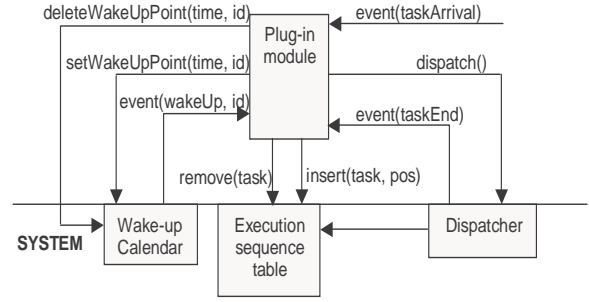 deleteWakeUpPoint(time, id)
Plug-in
module
event(taskArrival)
setWakeUpPoint(time, id)
dispatch()
event(wakeUp, id)
event(taskEnd)
remove(task)
insert(task, pos)
SYSTEM
Wake-up
Calendar
Execution
sequence
table
Dispatcher